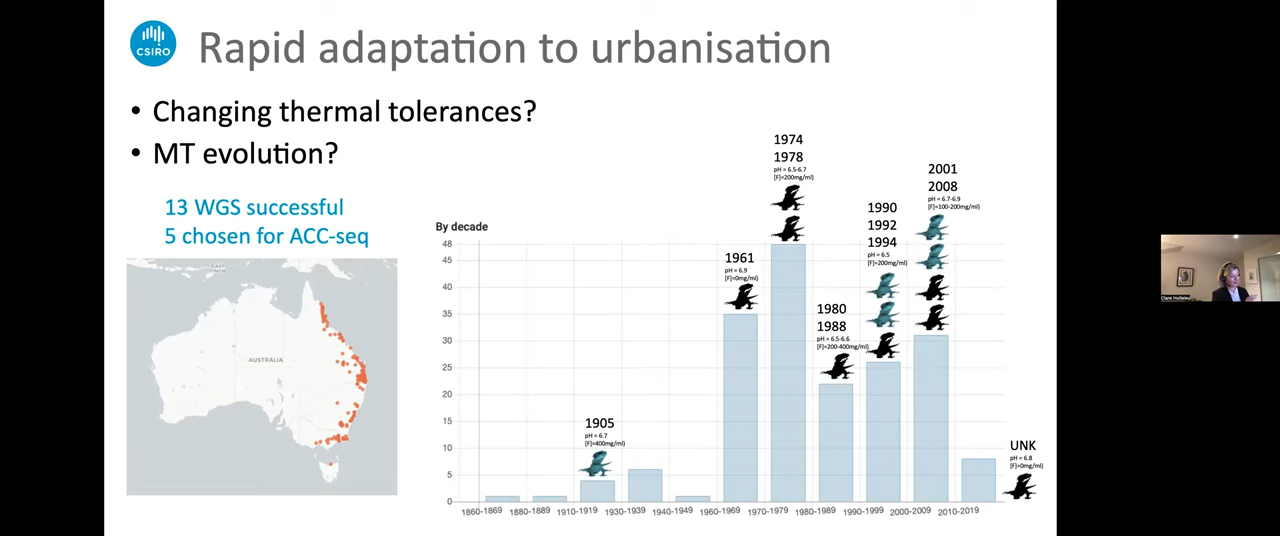 CSIRO
Rapid adaptation to urbanisation
• Changing thermal tolerances?
• MT evolution?
13 WGS successful
5 chosen for ACC-seq
EAST
TIMOR
AUSTRALIA
By decade
48
45
40
35
30
25
20
15
10
5
0
1860-1869
1880-1889
1910-1919
1930-1939
1940-1949
1960-1969
1970-1979
1980-1989
1990-1999
2000-2009
2010-2019
1905
pH = 6.7
[F]=400mg/ml)
1961
pH = 6.9
[F]=0mg/ml)
1974
1978
pH = 6.5-6.7
[F]=200mg/ml)
1980
1988
pH = 6.5-6.6
[F]=200-400mg/ml)
1990
1992
1994
pH = 6.5
[F]=200mg/ml)
2001
2008
pH = 6.7-6.9
[F]=100-200mg/ml)
UNK
pH = 6.8
[F]=0mg/ml)
Clare Holleley